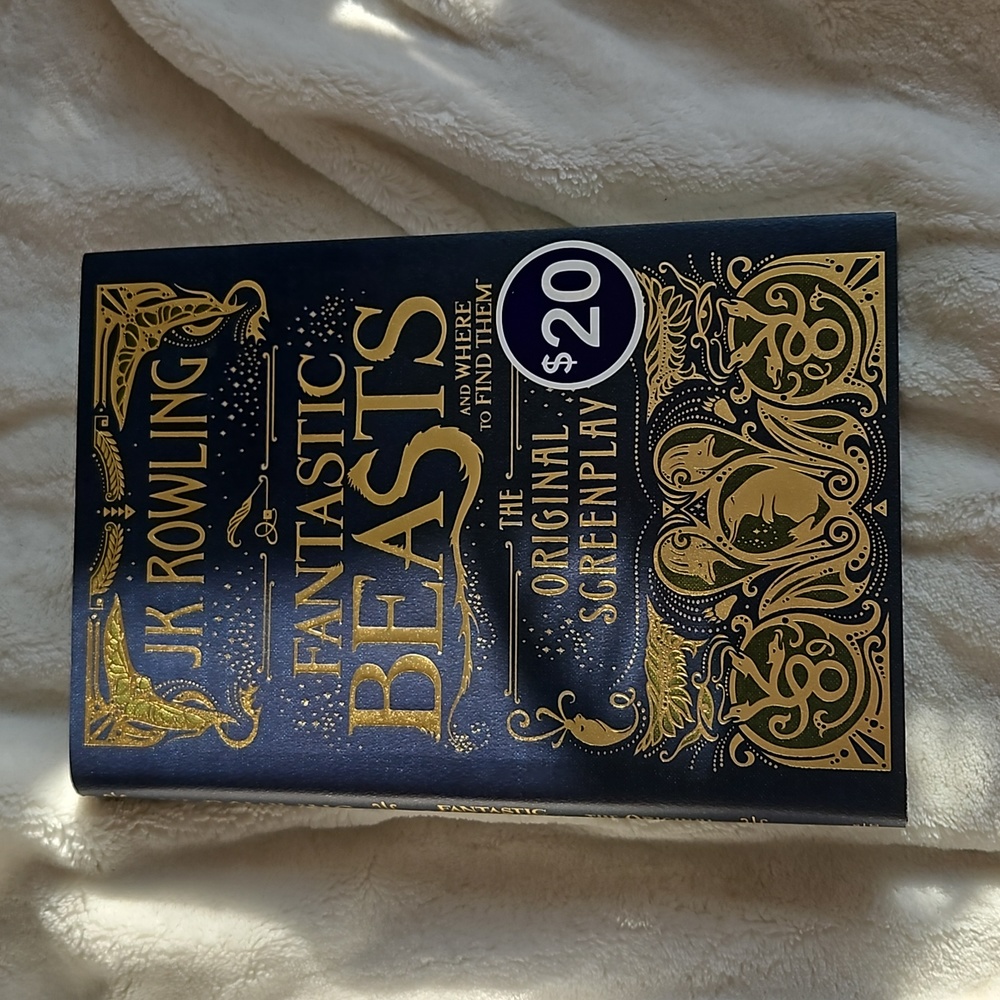 JK ROWLING
FANTASTIC
BEASTS
AND WHERE
TO FIND THEM
THE
ORIGINAL
SCREENPLAY
$20
FANTASTIC